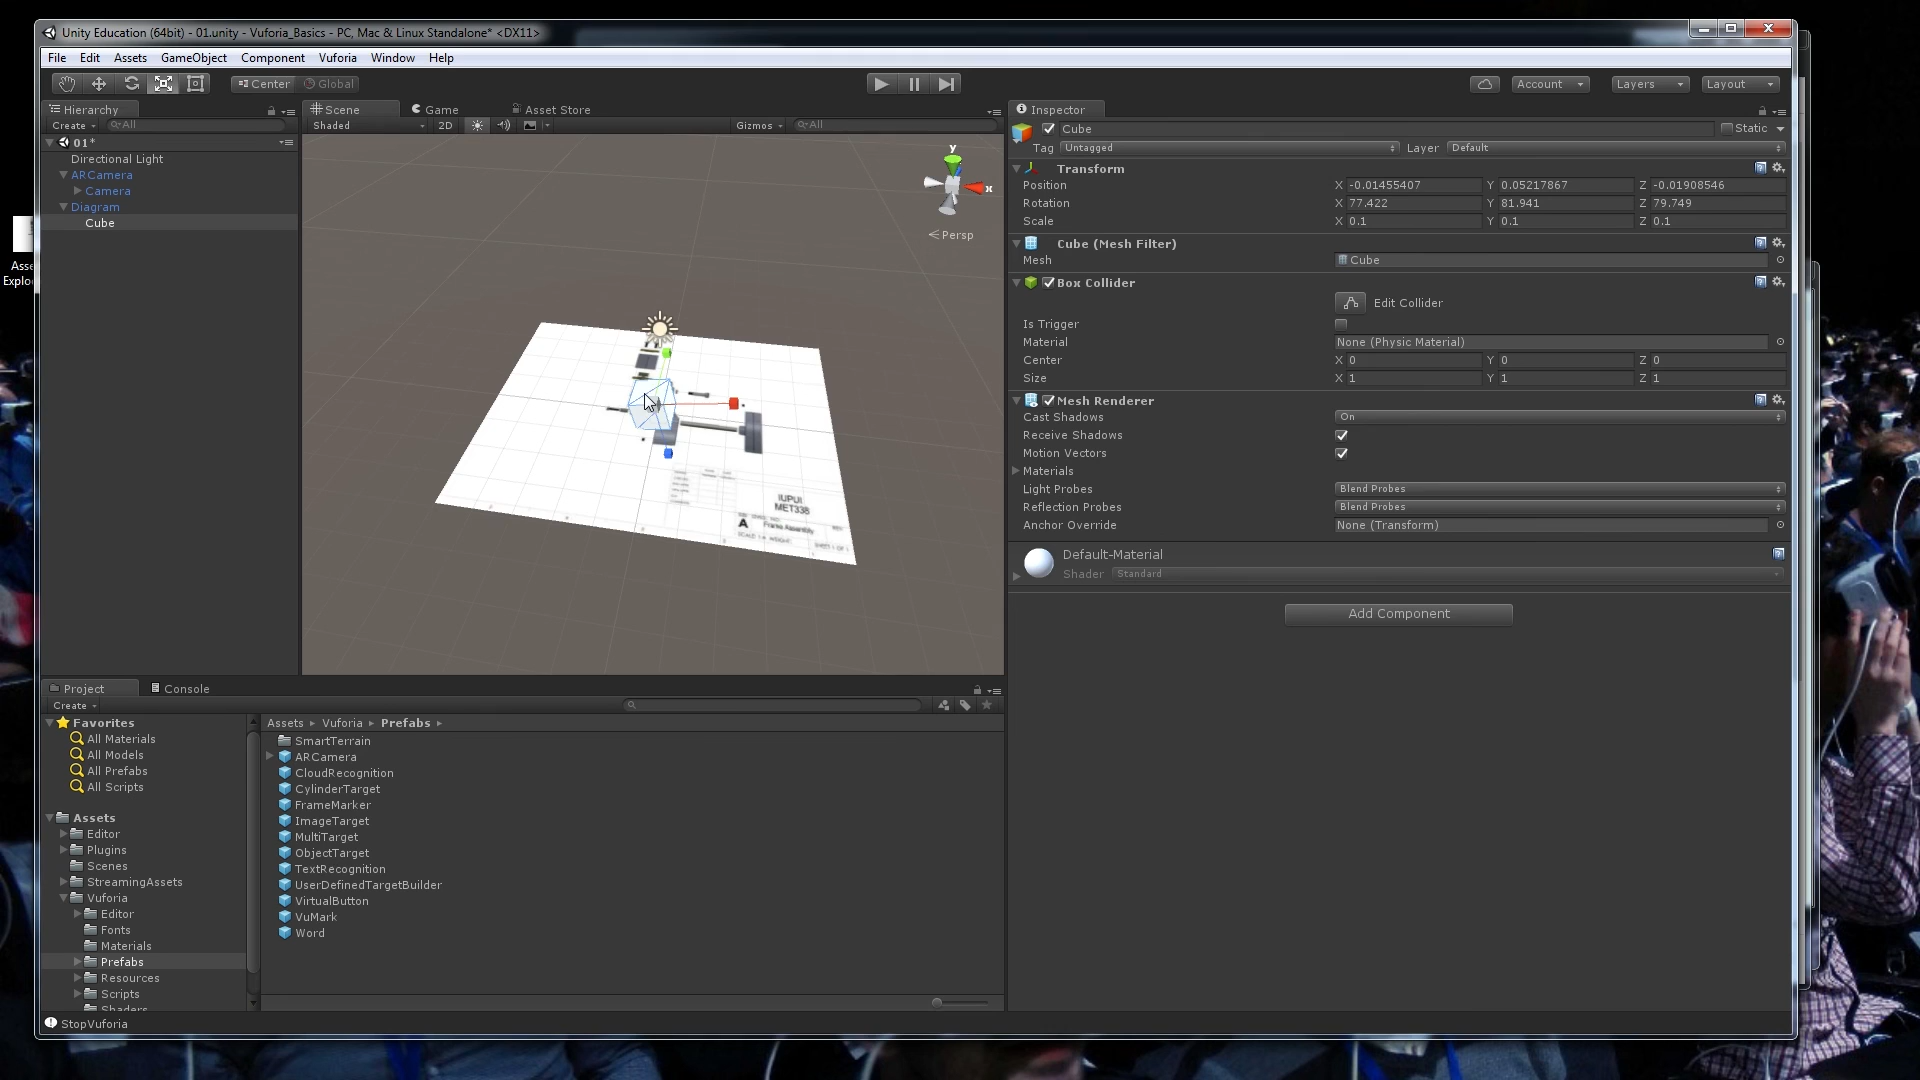 Unity Education (64bit) - 01.unity - Vuforia_Basics - PC, Mac & Linux Standalone* <DX11>
File Edit Assets GameObject Component Vuforia Window Help
Center Global
Account Layers Layout
Hierarchy
Create All
01*
Directional Light
ARCamera
Camera
Diagram
Cube
Scene Game Asset Store
Shaded 2D Gizmos All
y
x
Persp
IUPUI
MET338
A Frame Assembly
Inspector
Cube Static
Tag Untagged Layer Default
Transform
Position X -0.01455407 Y 0.05217867 Z -0.01908546
Rotation X 77.422 Y 81.941 Z 79.749
Scale X 0.1 Y 0.1 Z 0.1
Cube (Mesh Filter)
Mesh Cube
Box Collider
Edit Collider
Is Trigger
Material None (Physic Material)
Center X 0 Y 0 Z 0
Size X 1 Y 1 Z 1
Mesh Renderer
Cast Shadows On
Receive Shadows
Motion Vectors
Materials
Light Probes Blend Probes
Reflection Probes Blend Probes
Anchor Override None (Transform)
Default-Material
Shader Standard
Add Component
Project Console
Create
Favorites
All Materials
All Models
All Prefabs
All Scripts
Assets
Editor
Plugins
Scenes
StreamingAssets
Vuforia
Editor
Fonts
Materials
Prefabs
Resources
Scripts
Shaders
Assets Vuforia Prefabs
SmartTerrain
ARCamera
CloudRecognition
CylinderTarget
FrameMarker
ImageTarget
MultiTarget
ObjectTarget
TextRecognition
UserDefinedTargetBuilder
VirtualButton
VuMark
Word
StopVuforia
Asse
Explo